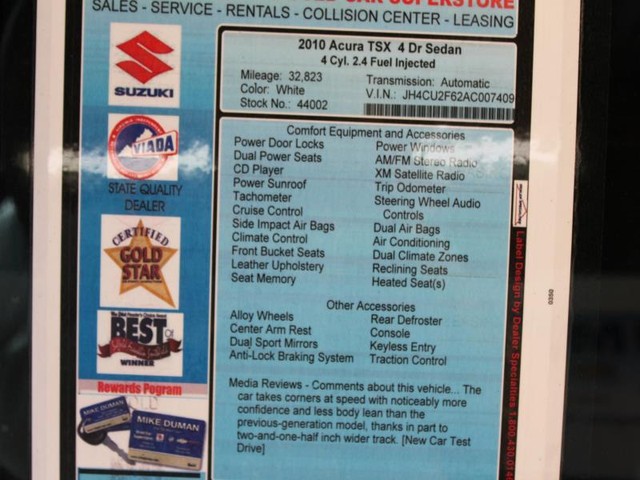 CAR SUPERSTORE
SALES - SERVICE - RENTALS - COLLISION CENTER - LEASING
SUZUKI
VIADA
STATE QUALITY
DEALER
CERTIFIED
GOLD
STAR
BEST
WINNER
Rewards Pogram
MIKE DUMAN
MIKE DUMAN
2010 Acura TSX 4 Dr Sedan
4 Cyl. 2.4 Fuel Injected
Mileage: 32,823
Color: White
Stock No.: 44002
Transmission: Automatic
V.I.N.: JH4CU2F62AC007409
Comfort Equipment and Accessories
Power Door Locks
Dual Power Seats
CD Player
Power Sunroof
Tachometer
Cruise Control
Side Impact Air Bags
Climate Control
Front Bucket Seats
Leather Upholstery
Seat Memory
Power Windows
AM/FM Stereo Radio
XM Satellite Radio
Trip Odometer
Steering Wheel Audio
Controls
Dual Air Bags
Air Conditioning
Dual Climate Zones
Reclining Seats
Heated Seat(s)
Other Accessories
Alloy Wheels
Center Arm Rest
Dual Sport Mirrors
Anti-Lock Braking System
Rear Defroster
Console
Keyless Entry
Traction Control
Media Reviews - Comments about this vehicle... The
car takes corners at speed with noticeably more
confidence and less body lean than the
previous-generation model, thanks in part to
two-and-one-half inch wider track. [New Car Test
Drive]
Label Design by Dealer Specialties 1.800.430.014
0350